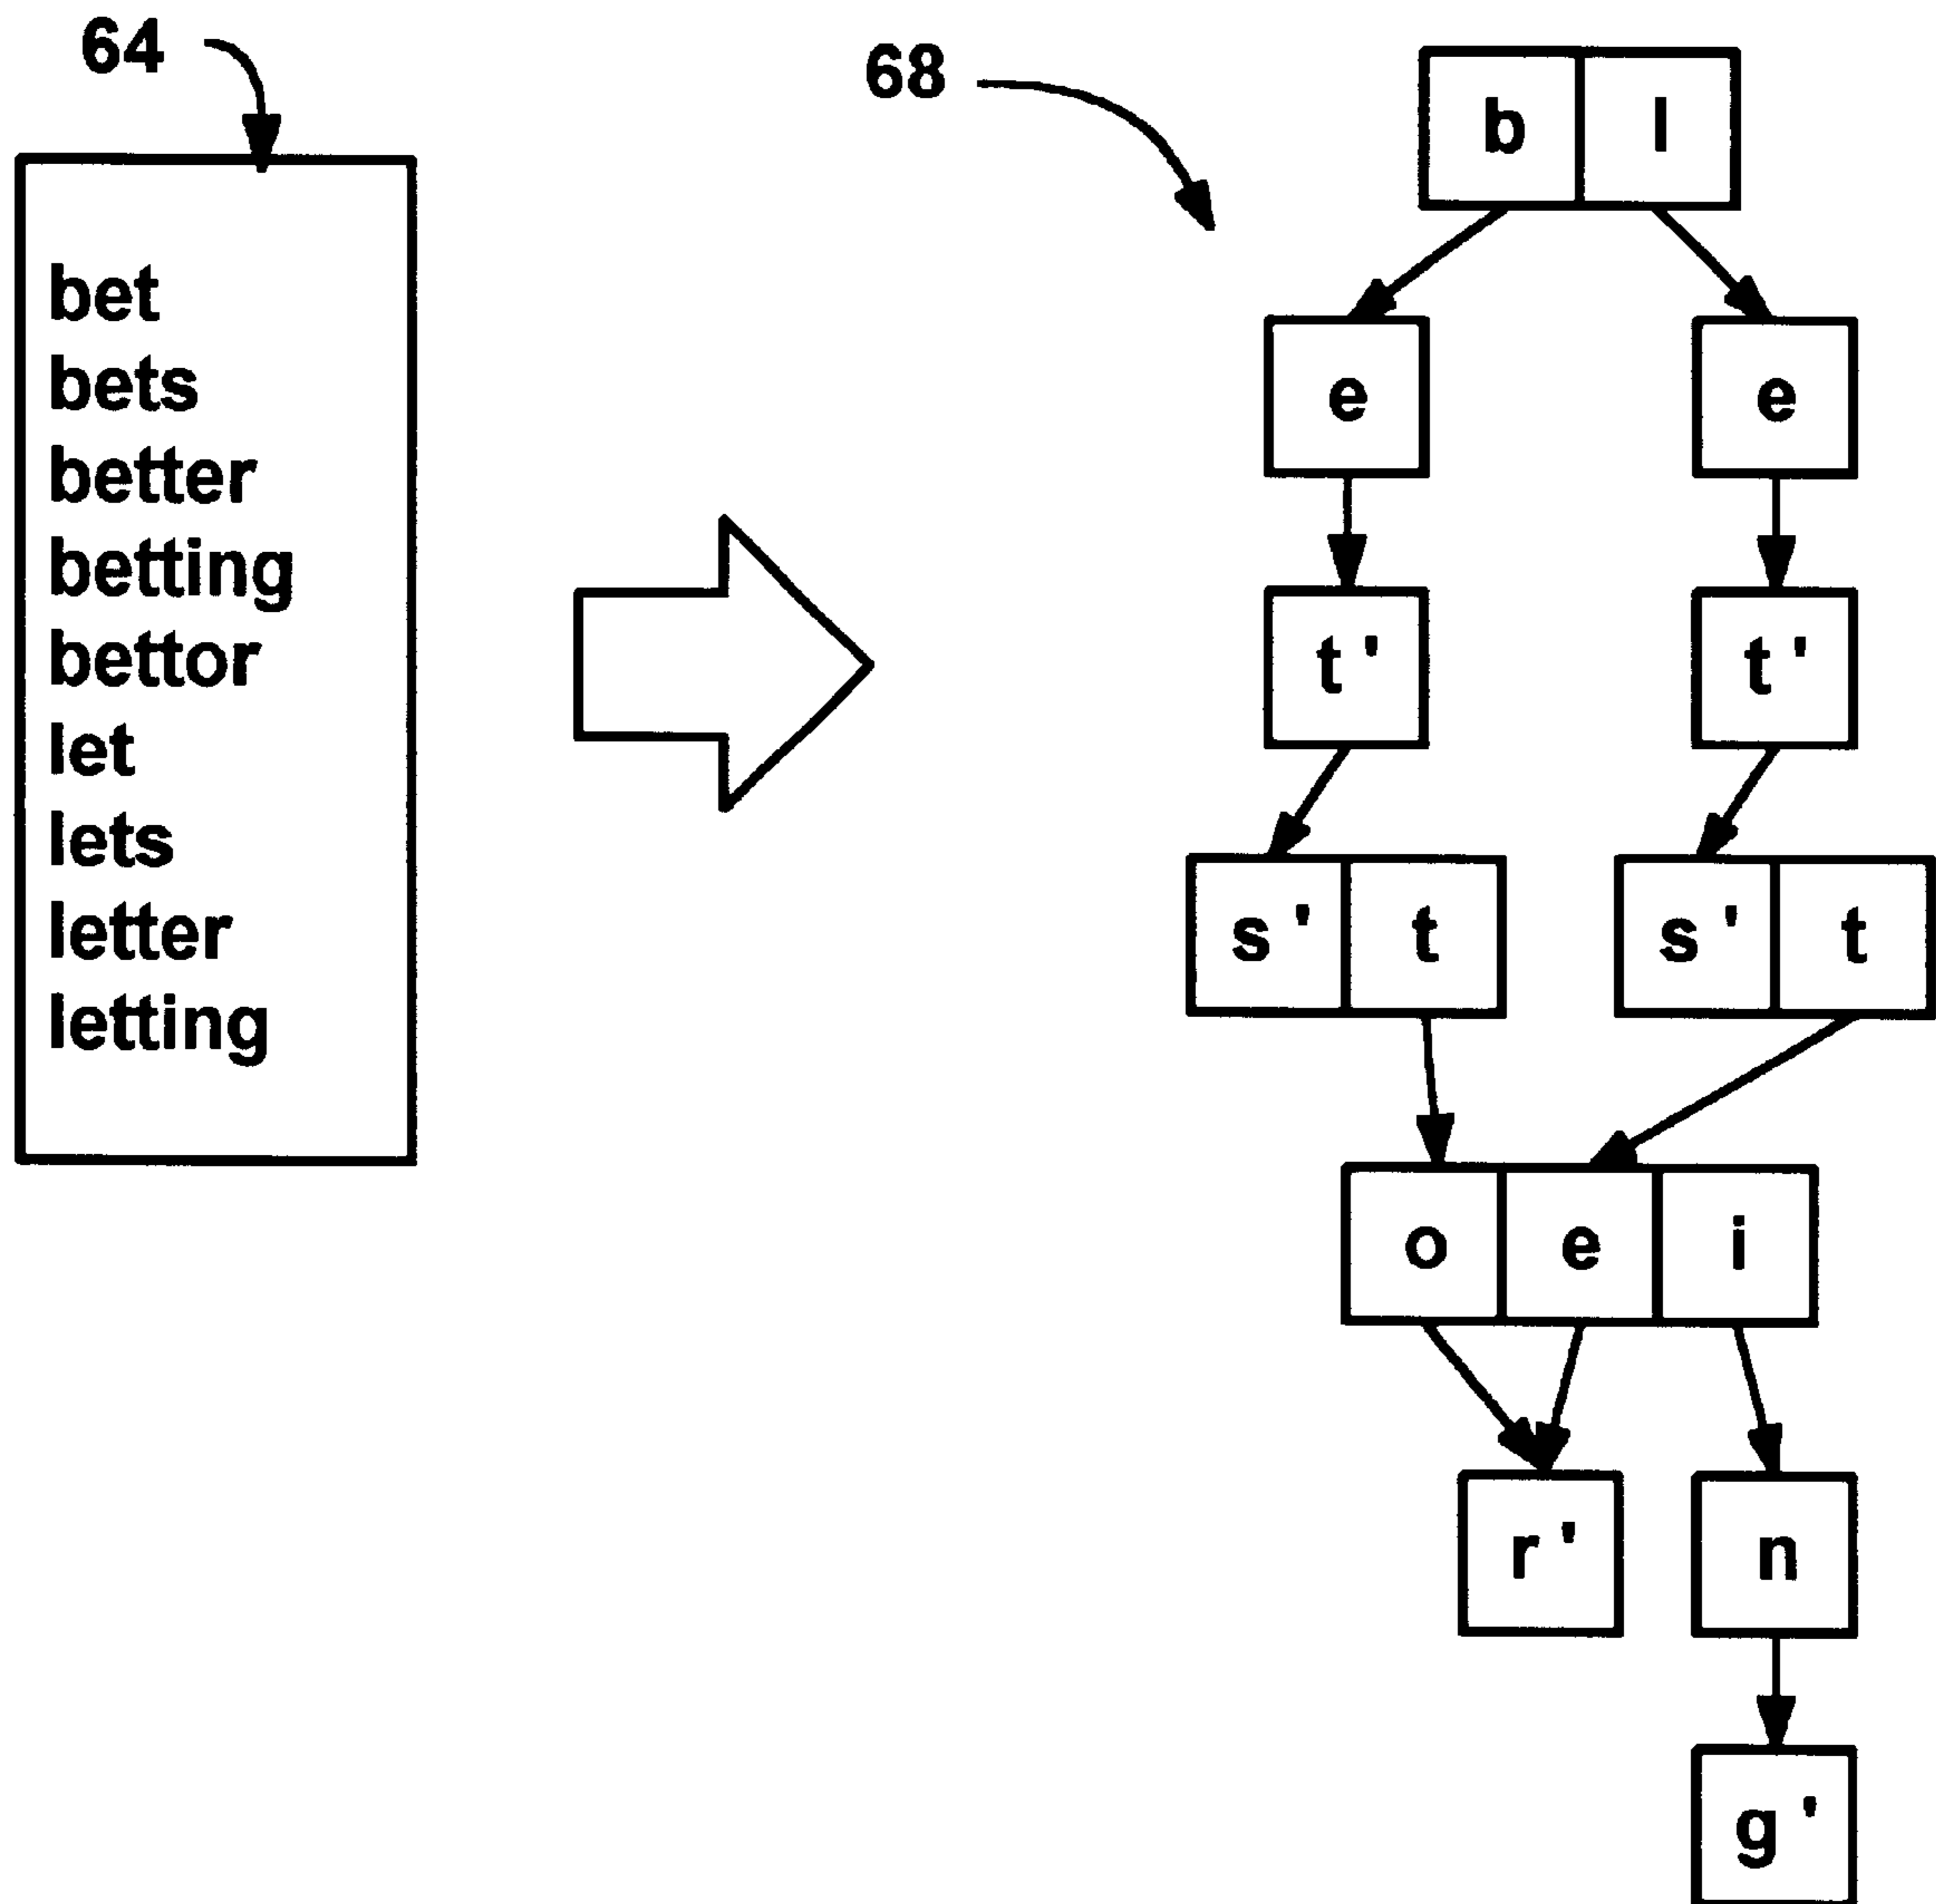 64
bet
bets
better
betting
bettor
let
lets
letter
letting
68
b l
e e
t' t'
s' t s' t
o e i
r' n
g'